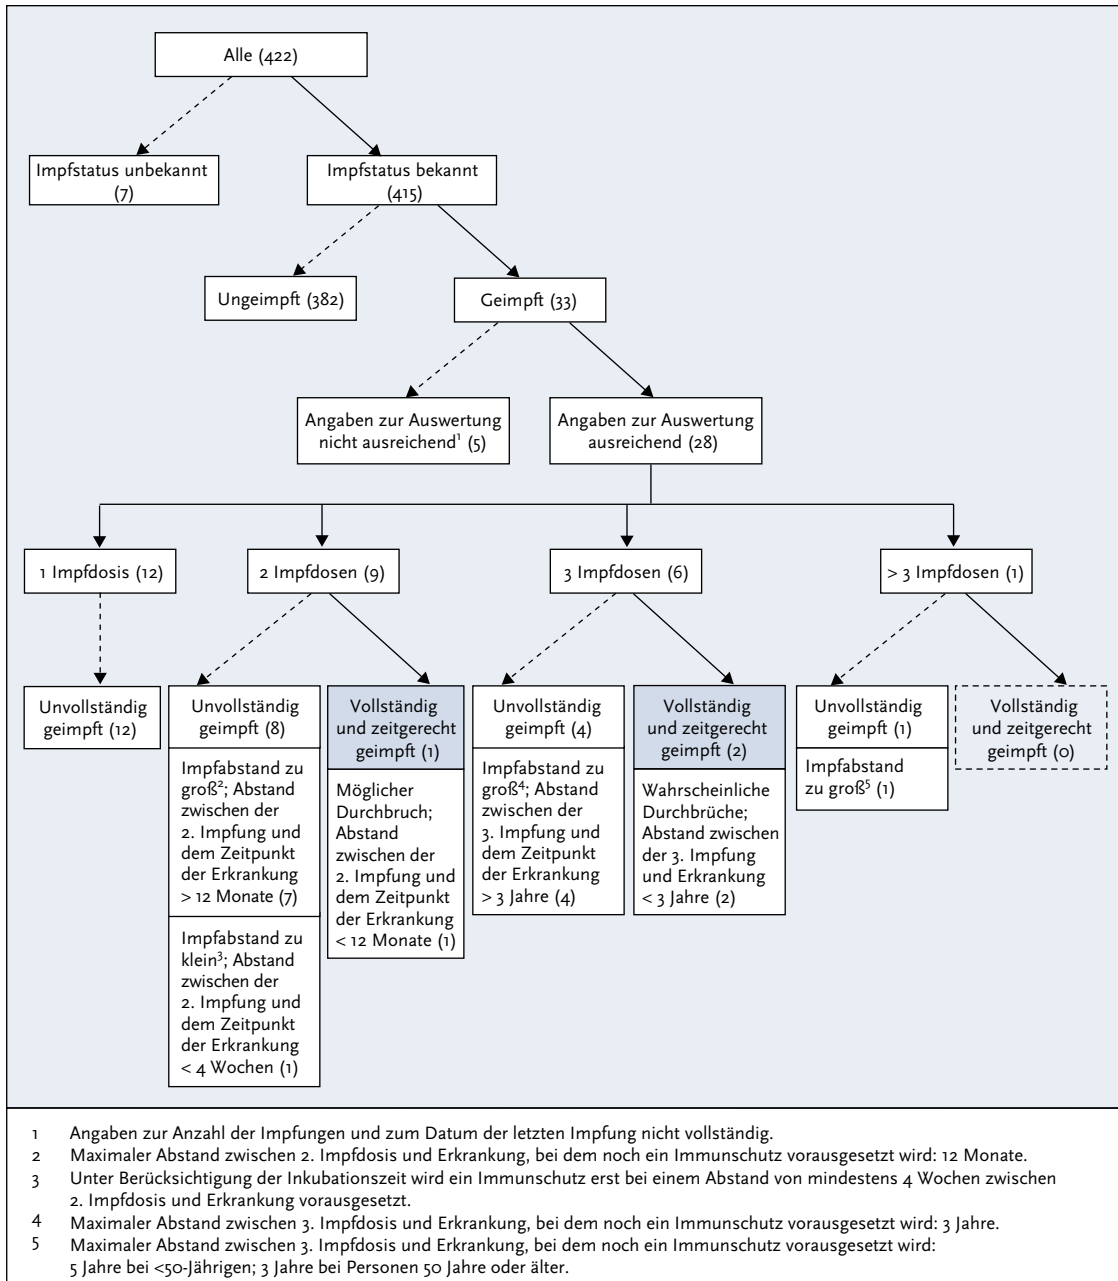 Alle (422)
Impfstatus unbekannt
(7)
Impfstatus bekannt
(415)
Ungeimpft (382)
Geimpft (33)
Angaben zur Auswertung
nicht ausreichend¹ (5)
Angaben zur Auswertung
ausreichend (28)
1 Impfdosis (12)
2 Impfdosen (9)
3 Impfdosen (6)
> 3 Impfdosen (1)
Unvollständig
geimpft (12)
Unvollständig
geimpft (8)
Impfabstand zu
groß²; Abstand
zwischen der
2. Impfung und
dem Zeitpunkt
der Erkrankung
> 12 Monate (7)
Impfabstand zu
klein³; Abstand
zwischen der
2. Impfung und
dem Zeitpunkt
der Erkrankung
< 4 Wochen (1)
Vollständig
und zeitgerecht
geimpft (1)
Möglicher
Durchbruch;
Abstand
zwischen der
2. Impfung und
dem Zeitpunkt
der Erkrankung
< 12 Monate (1)
Unvollständig
geimpft (4)
Impfabstand zu
groß⁴; Abstand
zwischen der
3. Impfung und
dem Zeitpunkt
der Erkrankung
> 3 Jahre (4)
Vollständig
und zeitgerecht
geimpft (2)
Wahrscheinliche
Durchbrüche;
Abstand zwischen
der 3. Impfung
und Erkrankung
< 3 Jahre (2)
Unvollständig
geimpft (1)
Impfabstand
zu groß⁵ (1)
Vollständig
und zeitgerecht
geimpft (0)
1 Angaben zur Anzahl der Impfungen und zum Datum der letzten Impfung nicht vollständig.
2 Maximaler Abstand zwischen 2. Impfdosis und Erkrankung, bei dem noch ein Immunschutz vorausgesetzt wird: 12 Monate.
3 Unter Berücksichtigung der Inkubationszeit wird ein Immunschutz erst bei einem Abstand von mindestens 4 Wochen zwischen
2. Impfdosis und Erkrankung vorausgesetzt.
4 Maximaler Abstand zwischen 3. Impfdosis und Erkrankung, bei dem noch ein Immunschutz vorausgesetzt wird: 3 Jahre.
5 Maximaler Abstand zwischen 3. Impfdosis und Erkrankung, bei dem noch ein Immunschutz vorausgesetzt wird:
5 Jahre bei <50-Jährigen; 3 Jahre bei Personen 50 Jahre oder älter.